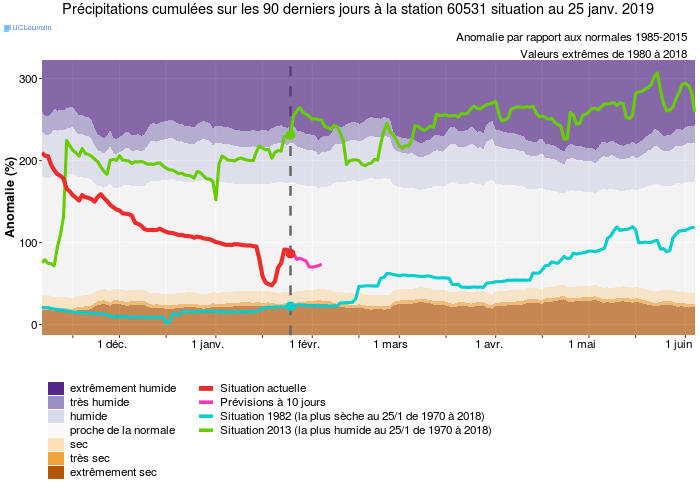 Précipitations cumulées sur les 90 derniers jours à la station 60531 situation au 25 janv. 2019
UCLouvain
Anomalie par rapport aux normales 1985-2015
Valeurs extrêmes de 1980 à 2018
Anomalie (%)
300
200
100
0
1 déc. 1 janv. 1 févr. 1 mars 1 avr. 1 mai 1 juin
extrêmement humide
très humide
humide
proche de la normale
sec
très sec
extrêmement sec
Situation actuelle
Prévisions à 10 jours
Situation 1982 (la plus sèche au 25/1 de 1970 à 2018)
Situation 2013 (la plus humide au 25/1 de 1970 à 2018)